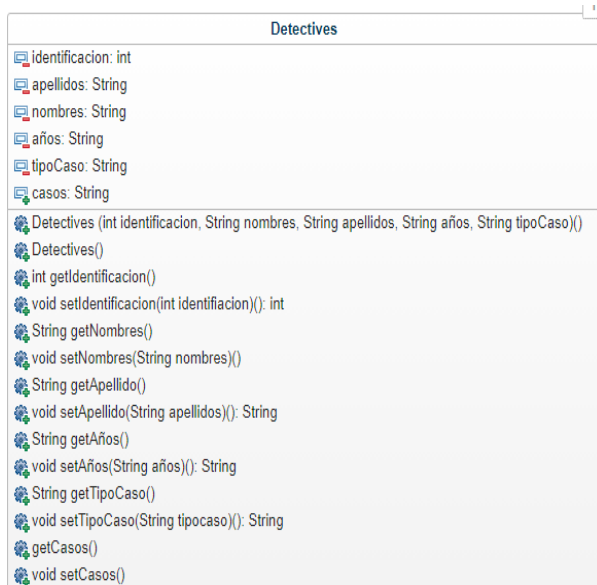 Detectives
identificacion: int
apellidos: String
nombres: String
años: String
tipoCaso: String
casos: String
Detectives (int identificacion, String nombres, String apellidos, String años, String tipoCaso)()
Detectives()
int getIdentificacion()
void setIdentificacion(int identifiacion)(): int
String getNombres()
void setNombres(String nombres)()
String getApellido()
void setApellido(String apellidos)(): String
String getAños()
void setAños(String años)(): String
String getTipoCaso()
void setTipoCaso(String tipocaso)(): String
getCasos()
void setCasos()